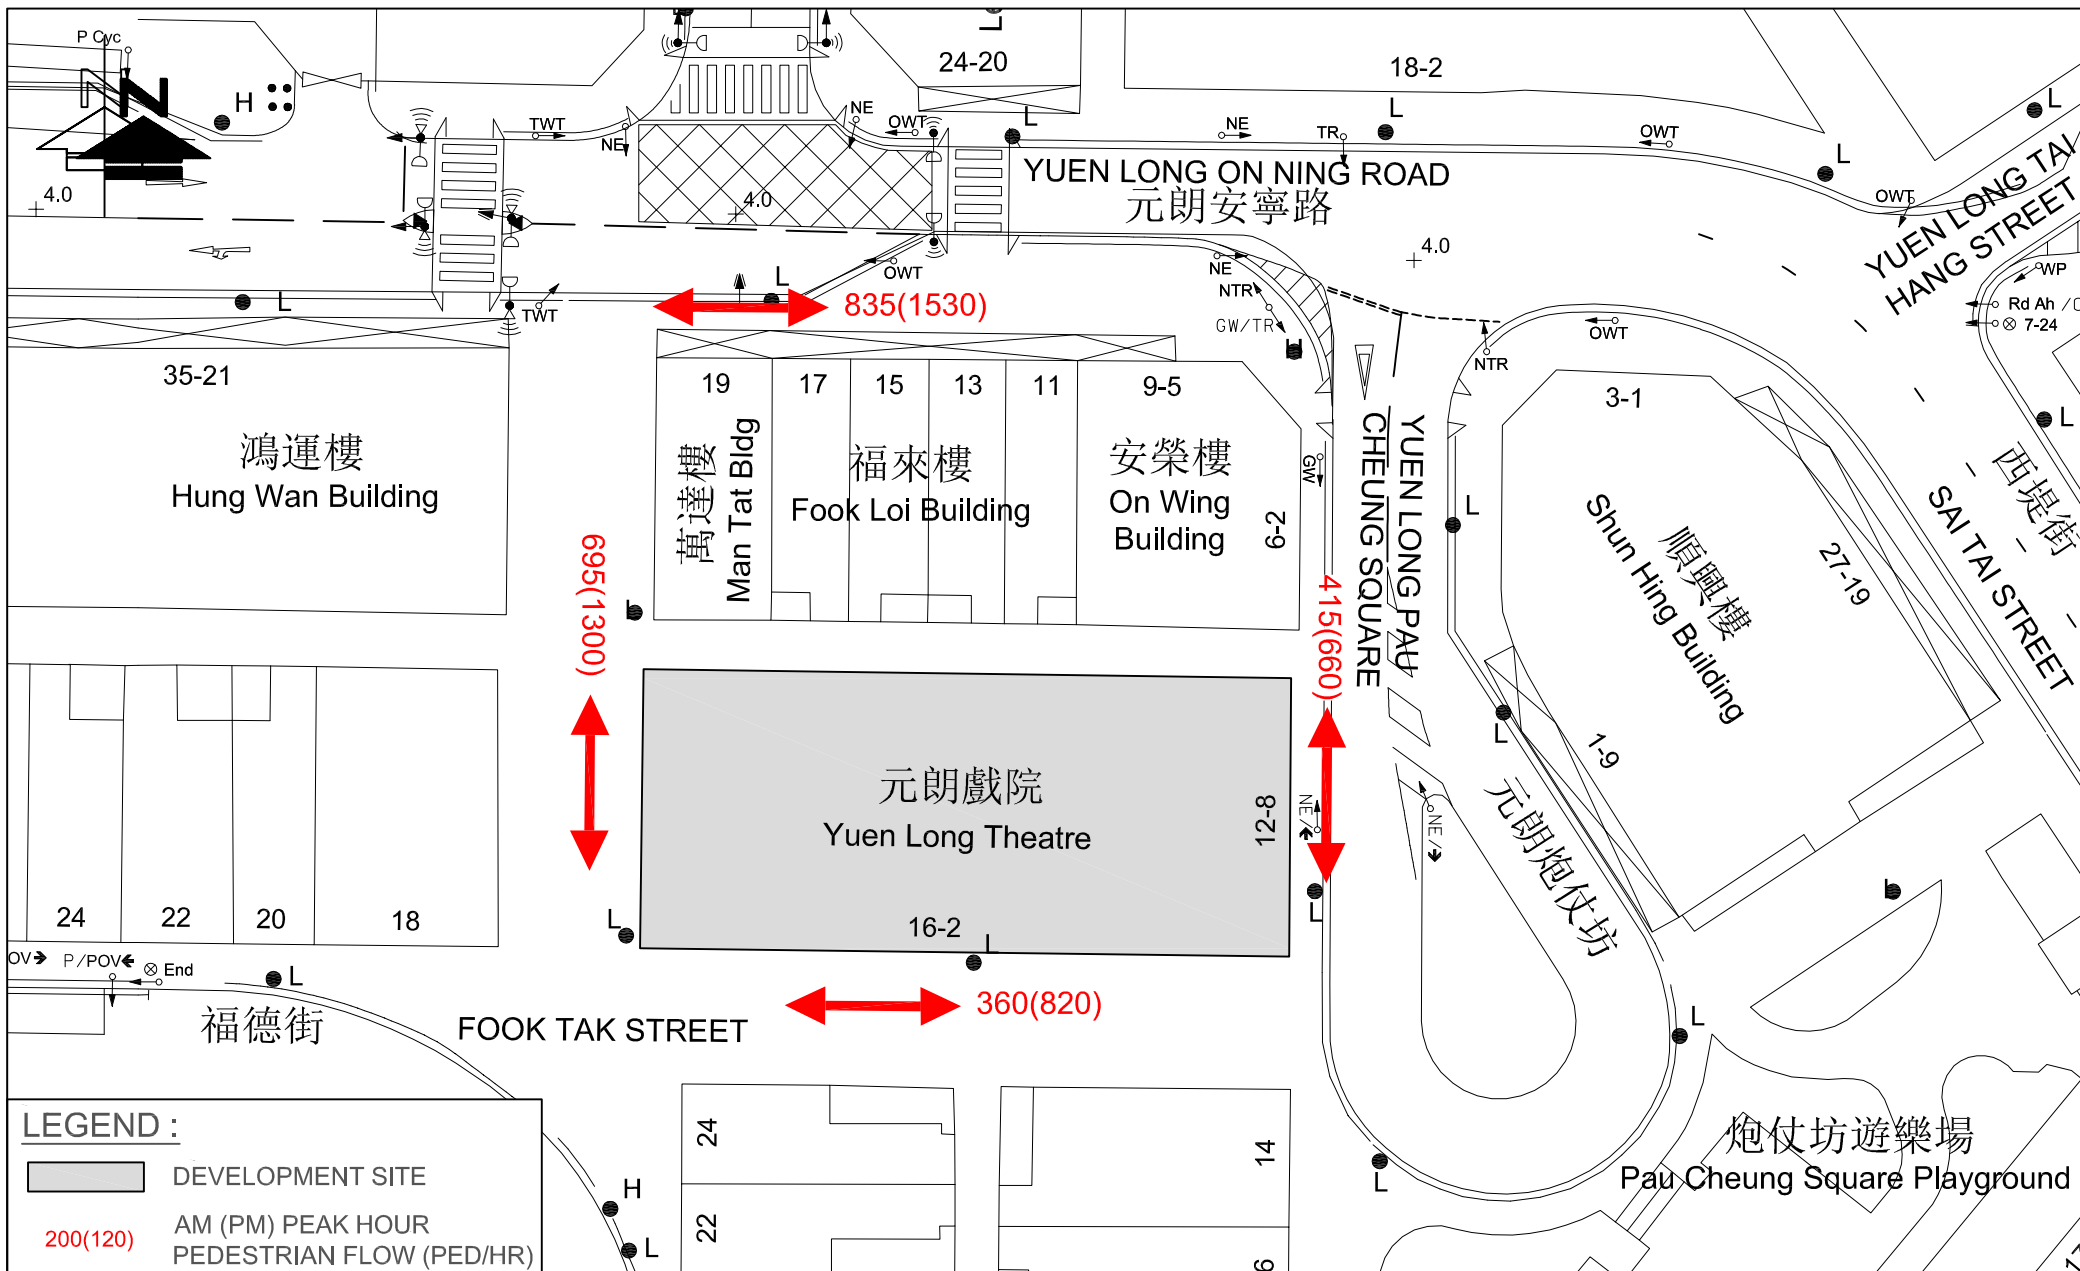 P Cyc
N
H
4.0
TWT
NE
NE
OWT
L
L
24-20
18-2
L
NE
TR
L
OWT
L
L
OWT
4.0
YUEN LONG ON NING ROAD
元朗安寧路
YUEN LONG TAI
HANG STREET
4.0
OWT
NE
NTR
GW/TR
H
L
TWT
L
835(1530)
OWT
NTR
WP
Rd Ah /
7-24
L
35-21
鴻運樓
Hung Wan Building
19
萬達樓
Man Tat Bldg
17
15
13
11
福來樓
Fook Loi Building
9-5
安榮樓
On Wing
Building
6-2
GW
YUEN LONG PAU
CHEUNG SQUARE
L
3-1
順興樓
Shun Hing Building
27-19
1-9
西堤街
SAI TAI STREET
695(1300)
L
415(660)
L
元朗戲院
Yuen Long Theatre
12-8
16-2
NE/
NE/
元朗炮仗坊
L
L
L
L
24
22
20
18
OV
P/POV
End
L
福德街
FOOK TAK STREET
360(820)
L
24
22
14
6
L
炮仗坊遊樂場
Pau Cheung Square Playground
H
L
LEGEND :
DEVELOPMENT SITE
200(120)
AM (PM) PEAK HOUR
PEDESTRIAN FLOW (PED/HR)